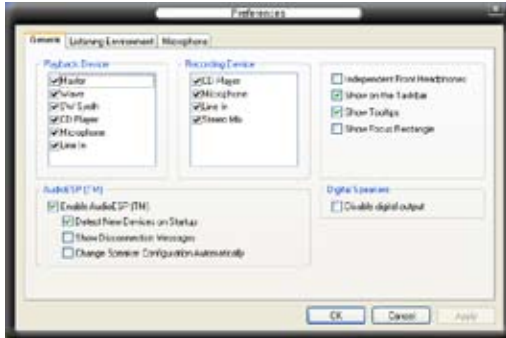 Preferences
General
Listening Environment
Microphone
Playback Device
Master
Wave
SW Synth
CD Player
Microphone
Line In
Recording Device
CD Player
Microphone
Line In
Stereo Mix
Independent Front Headphones
Show on the Taskbar
Show Tooltips
Show Focus Rectangle
AudioESP (TM)
Enable AudioESP (TM)
Detect New Devices on Startup
Show Disconnection Messages
Change Speaker Configuration Automatically
Digital Speakers
Disable digital output
OK
Cancel
Apply